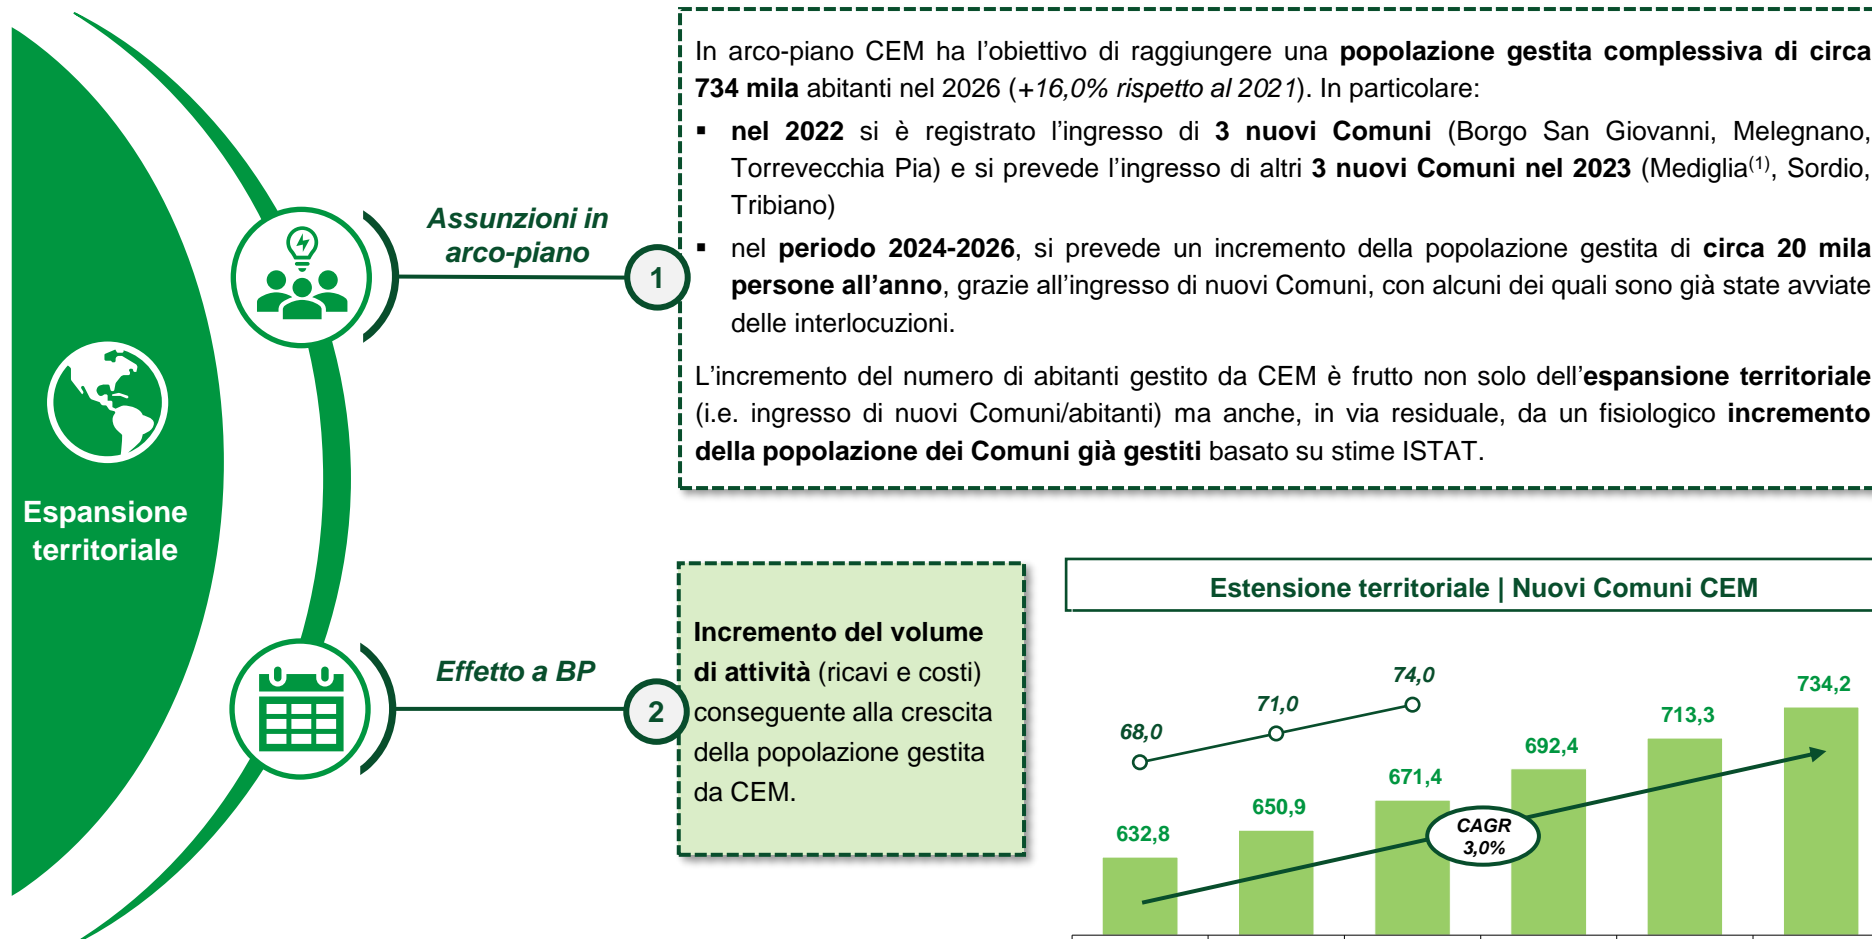 In arco-piano CEM ha l’obiettivo di raggiungere una popolazione gestita complessiva di circa
734 mila abitanti nel 2026 (+16,0% rispetto al 2021). In particolare:
▪ nel 2022 si è registrato l’ingresso di 3 nuovi Comuni (Borgo San Giovanni, Melegnano,
Torrevecchia Pia) e si prevede l’ingresso di altri 3 nuovi Comuni nel 2023 (Mediglia(1), Sordio,
Tribiano)
▪ nel periodo 2024-2026, si prevede un incremento della popolazione gestita di circa 20 mila
persone all’anno, grazie all’ingresso di nuovi Comuni, con alcuni dei quali sono già state avviate
delle interlocuzioni.
L’incremento del numero di abitanti gestito da CEM è frutto non solo dell’espansione territoriale
(i.e. ingresso di nuovi Comuni/abitanti) ma anche, in via residuale, da un fisiologico incremento
della popolazione dei Comuni già gestiti basato su stime ISTAT.
Assunzioni in
arco-piano
1
Espansione
territoriale
Effetto a BP
2
Incremento del volume
di attività (ricavi e costi)
conseguente alla crescita
della popolazione gestita
da CEM.
Estensione territoriale | Nuovi Comuni CEM
68,0
71,0
74,0
632,8
650,9
671,4
692,4
713,3
734,2
CAGR
3,0%